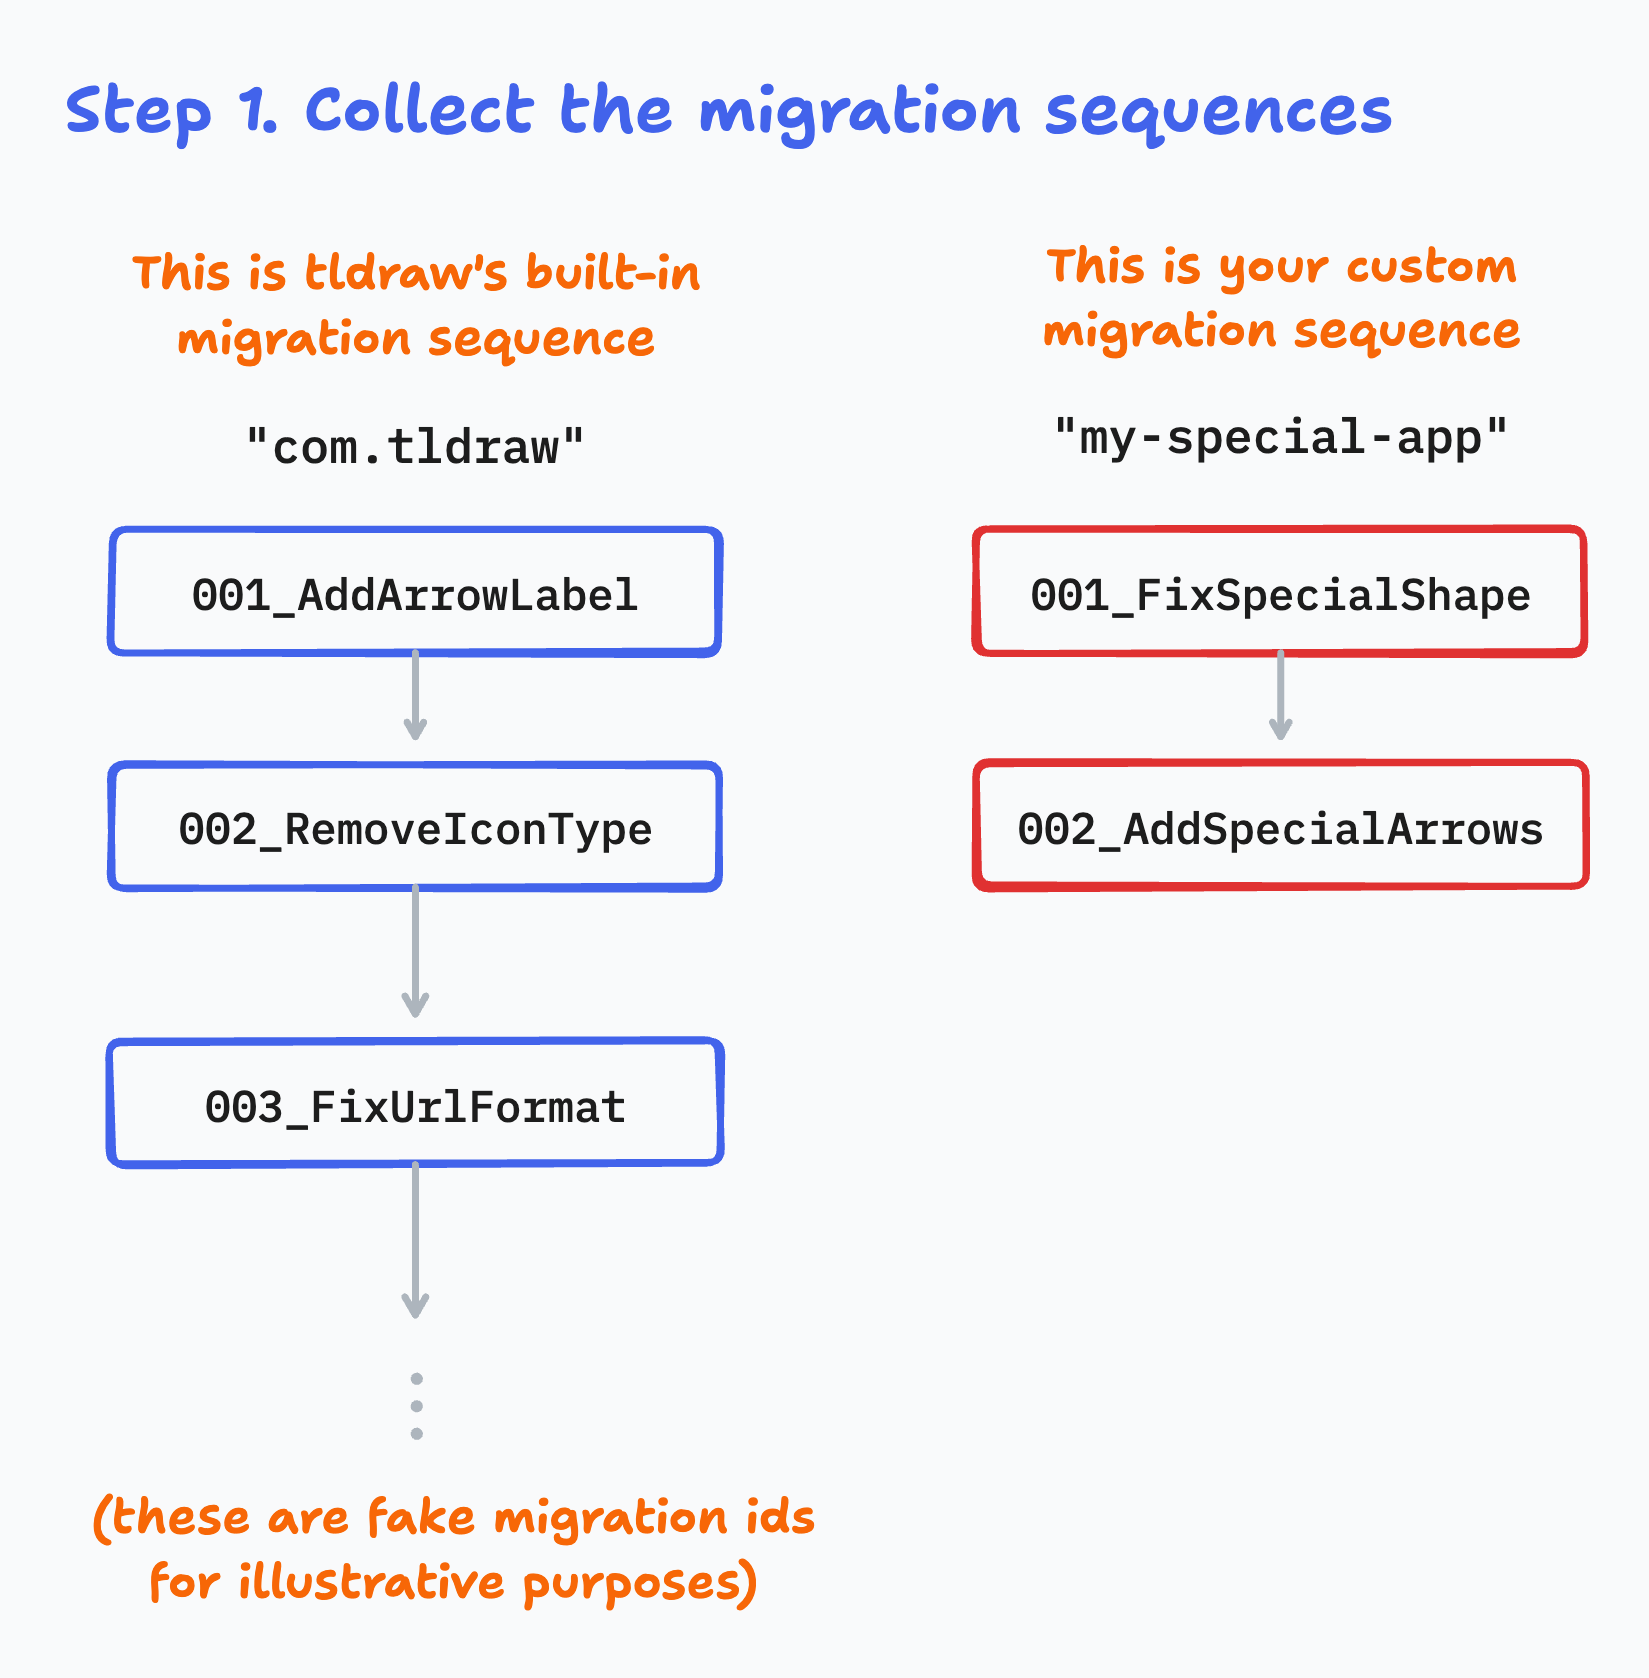 Step 1. Collect the migration sequences
This is tldraw's built-in
migration sequence
"com.tldraw"
001_AddArrowLabel
002_RemoveIconType
003_FixUrlFormat
(these are fake migration ids
for illustrative purposes)
This is your custom
migration sequence
"my-special-app"
001_FixSpecialShape
002_AddSpecialArrows